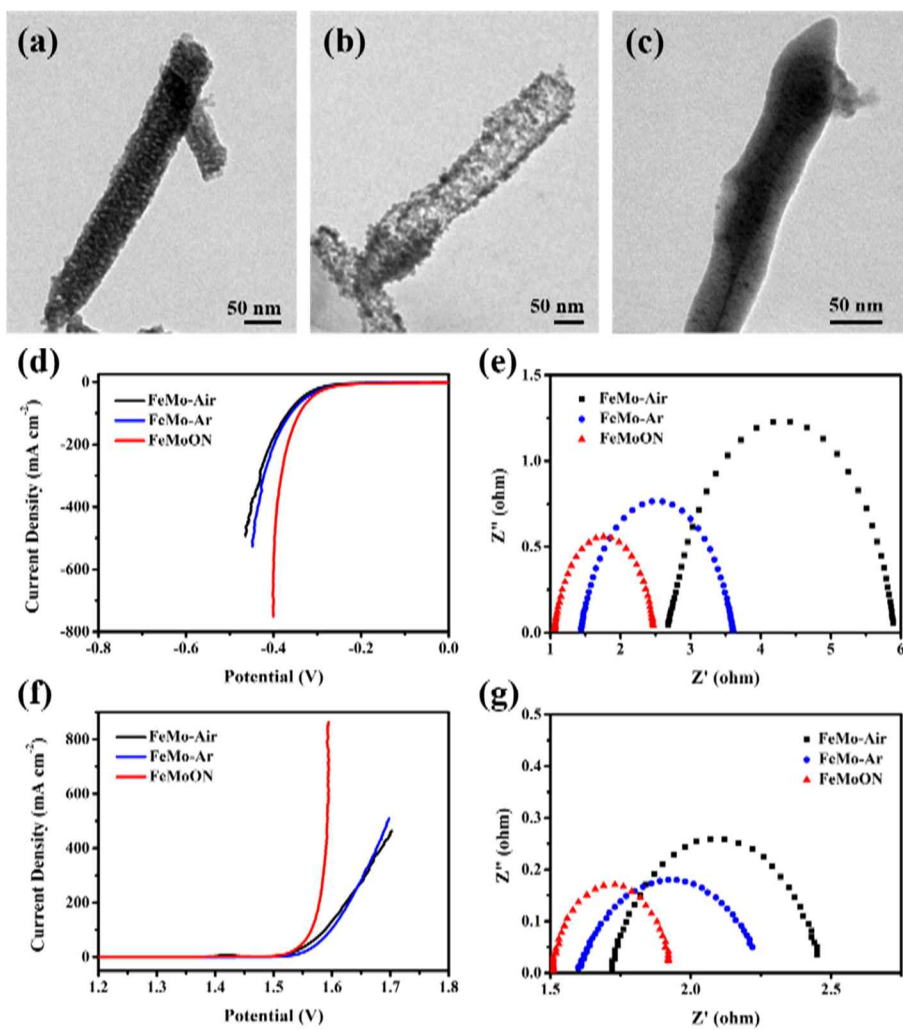 (a)
(b)
(c)
50 nm
50 nm
50 nm
(d)
0
-200
-400
-600
-800
-0.8
-0.6
-0.4
-0.2
0.0
Current Density (mA cm⁻²)
Potential (V)
FeMo-Air
FeMo-Ar
FeMoON
(e)
1.5
1.0
0.5
0.0
1
2
3
4
5
6
Z'' (ohm)
Z' (ohm)
FeMo-Air
FeMo-Ar
FeMoON
(f)
800
600
400
200
0
1.2
1.3
1.4
1.5
1.6
1.7
1.8
Current Density (mA cm⁻²)
Potential (V)
FeMo-Air
FeMo-Ar
FeMoON
(g)
0.5
0.4
0.3
0.2
0.1
0.0
1.5
2.0
2.5
Z'' (ohm)
Z' (ohm)
FeMo-Air
FeMo-Ar
FeMoON